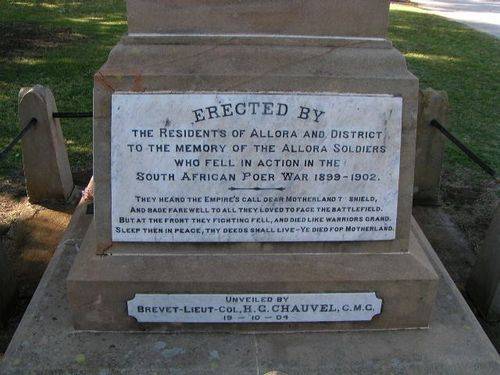 ERECTED BY
THE RESIDENTS OF ALLORA AND DISTRICT
TO THE MEMORY OF THE ALLORA SOLDIERS
WHO FELL IN ACTION IN THE
SOUTH AFRICAN POER WAR 1899-1902.
THEY HEARD THE EMPIRE'S CALL DEAR MOTHERLAND T' SHIELD,
AND BADE FAREWELL TO ALL THEY LOVED TO FACE THE BATTLEFIELD.
BUT AT THE FRONT THEY FIGHTING FELL, AND DIED LIKE WARRIORS GRAND.
SLEEP THEN IN PEACE, THY DEEDS SHALL LIVE-YE DIED FOR MOTHERLAND.
UNVEILED BY
BREVET-LIEUT-COL. H. G. CHAUVEL, C.M.G.
19-10-04